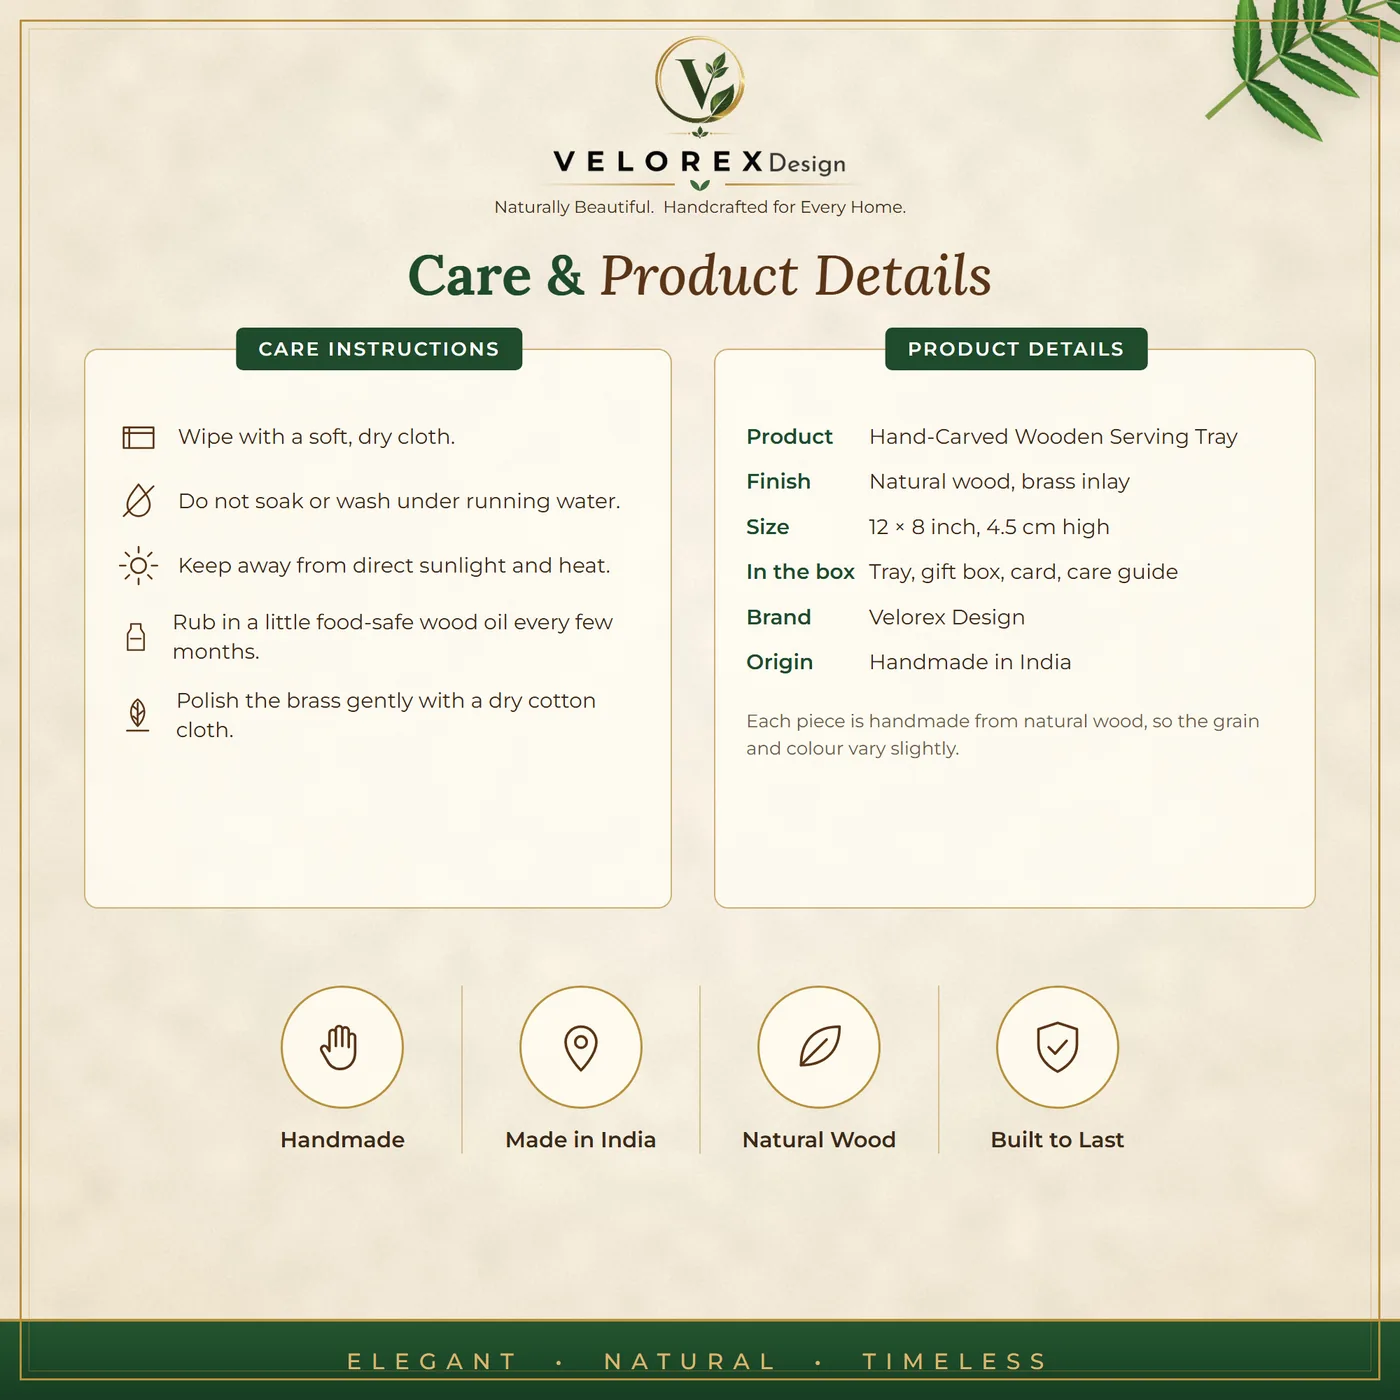 V
VELOREX Design
Naturally Beautiful. Handcrafted for Every Home.
Care & Product Details
CARE INSTRUCTIONS
Wipe with a soft, dry cloth.
Do not soak or wash under running water.
Keep away from direct sunlight and heat.
Rub in a little food-safe wood oil every few
months.
Polish the brass gently with a dry cotton
cloth.
PRODUCT DETAILS
Product Hand-Carved Wooden Serving Tray
Finish Natural wood, brass inlay
Size 12 × 8 inch, 4.5 cm high
In the box Tray, gift box, card, care guide
Brand Velorex Design
Origin Handmade in India
Each piece is handmade from natural wood, so the grain
and colour vary slightly.
Handmade
Made in India
Natural Wood
Built to Last
ELEGANT · NATURAL · TIMELESS